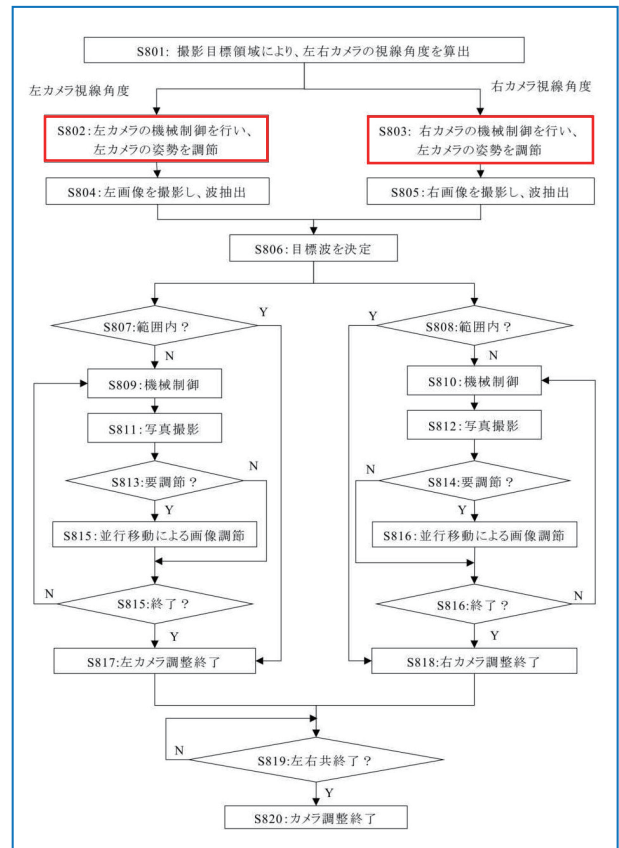 S801: 撮影目標領域により、左右カメラの視線角度を算出
左カメラ視線角度
右カメラ視線角度
S802:左カメラの機械制御を行い、
左カメラの姿勢を調節
S803: 右カメラの機械制御を行い、
左カメラの姿勢を調節
S804:左画像を撮影し、波抽出
S805:右画像を撮影し、波抽出
S806:目標波を決定
S807:範囲内？
Y
Y
S808:範囲内？
N
N
S809:機械制御
S810:機械制御
S811:写真撮影
S812:写真撮影
S813:要調節？
N
N
S814:要調節？
Y
Y
S815:並行移動による画像調節
S816:並行移動による画像調節
N
S815:終了？
S816:終了？
N
Y
Y
S817:左カメラ調整終了
S818:右カメラ調整終了
N
S819:左右共終了？
Y
S820:カメラ調整終了